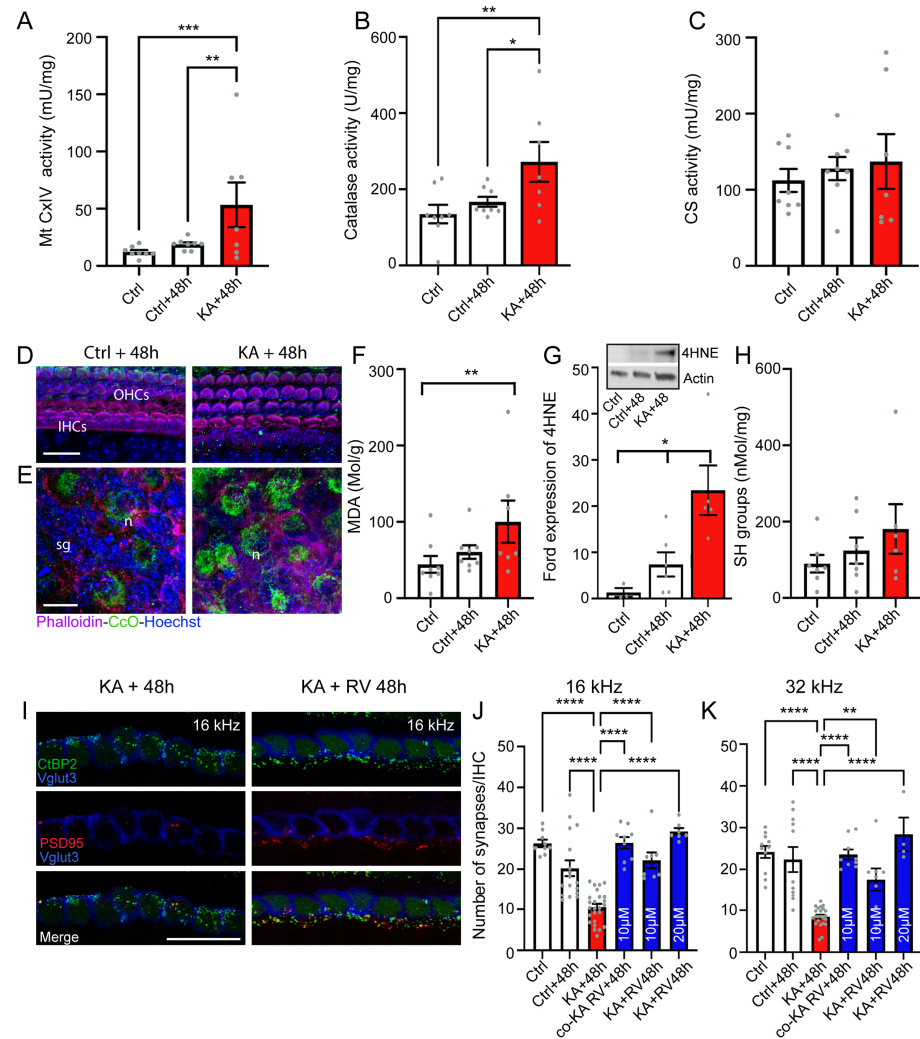 A
Mt CxIV activity (mU/mg)
200
150
100
50
0
***
**
Ctrl
Ctrl+48h
KA+48h
B
Catalase activity (U/mg)
600
400
200
0
**
*
Ctrl
Ctrl+48h
KA+48h
C
CS activity (mU/mg)
300
200
100
0
Ctrl
Ctrl+48h
KA+48h
D
Ctrl + 48h
KA + 48h
OHCs
IHCs
E
n
sg
n
Phalloidin-CcO-Hoechst
F
MDA (Mol/g)
300
200
100
0
**
Ctrl
Ctrl+48h
KA+48h
G
4HNE
Actin
Ctrl
Ctrl+48
KA+48
Ford expression of 4HNE
50
40
30
20
10
0
*
Ctrl
Ctrl+48h
KA+48h
H
SH groups (nMol/mg)
600
400
200
0
Ctrl
Ctrl+48h
KA+48h
I
KA + 48h
KA + RV 48h
16 kHz
16 kHz
CtBP2
Vglut3
PSD95
Vglut3
Merge
J
16 kHz
Number of synapses/IHC
50
40
30
20
10
0
****
****
****
****
****
10µM
10µM
20µM
Ctrl
Ctrl+48h
KA+48h
co-KA RV+48h
KA+RV48h
KA+RV48h
K
32 kHz
50
40
30
20
10
0
****
**
****
****
****
10µM
10µM
20µM
Ctrl
Ctrl+48h
KA+48h
co-KA RV+48h
KA+RV48h
KA+RV48h